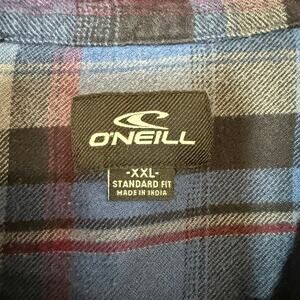 O'NEILL
-XXL-
STANDARD FIT
MADE IN INDIA